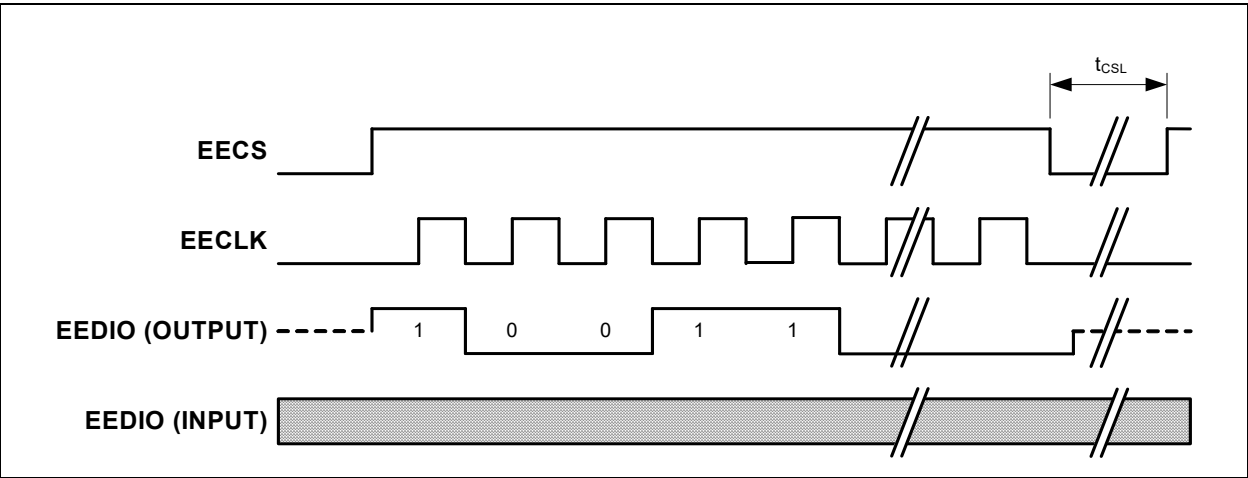 tCSL
EECS
EECLK
EEDIO (OUTPUT) 1 0 0 1 1
EEDIO (INPUT)